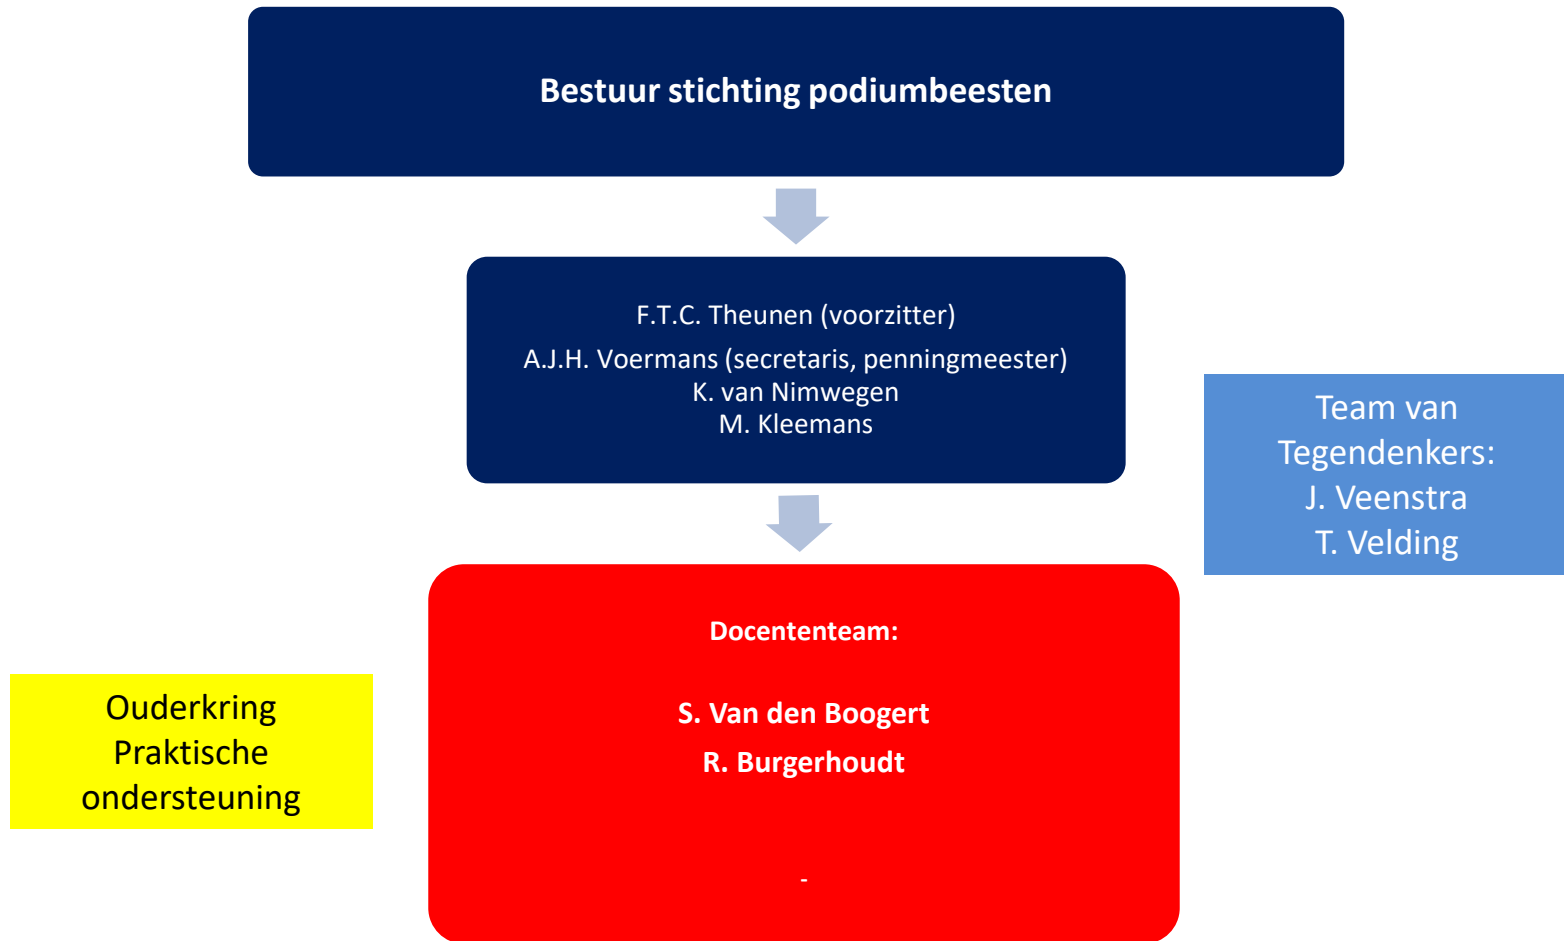 Bestuur stichting podiumbeesten
F.T.C. Theunen (voorzitter)
A.J.H. Voermans (secretaris, penningmeester)
K. van Nimwegen
M. Kleemans
Team van
Tegendenkers:
J. Veenstra
T. Velding
Docententeam:
S. Van den Boogert
R. Burgerhoudt
-
Ouderkring
Praktische
ondersteuning